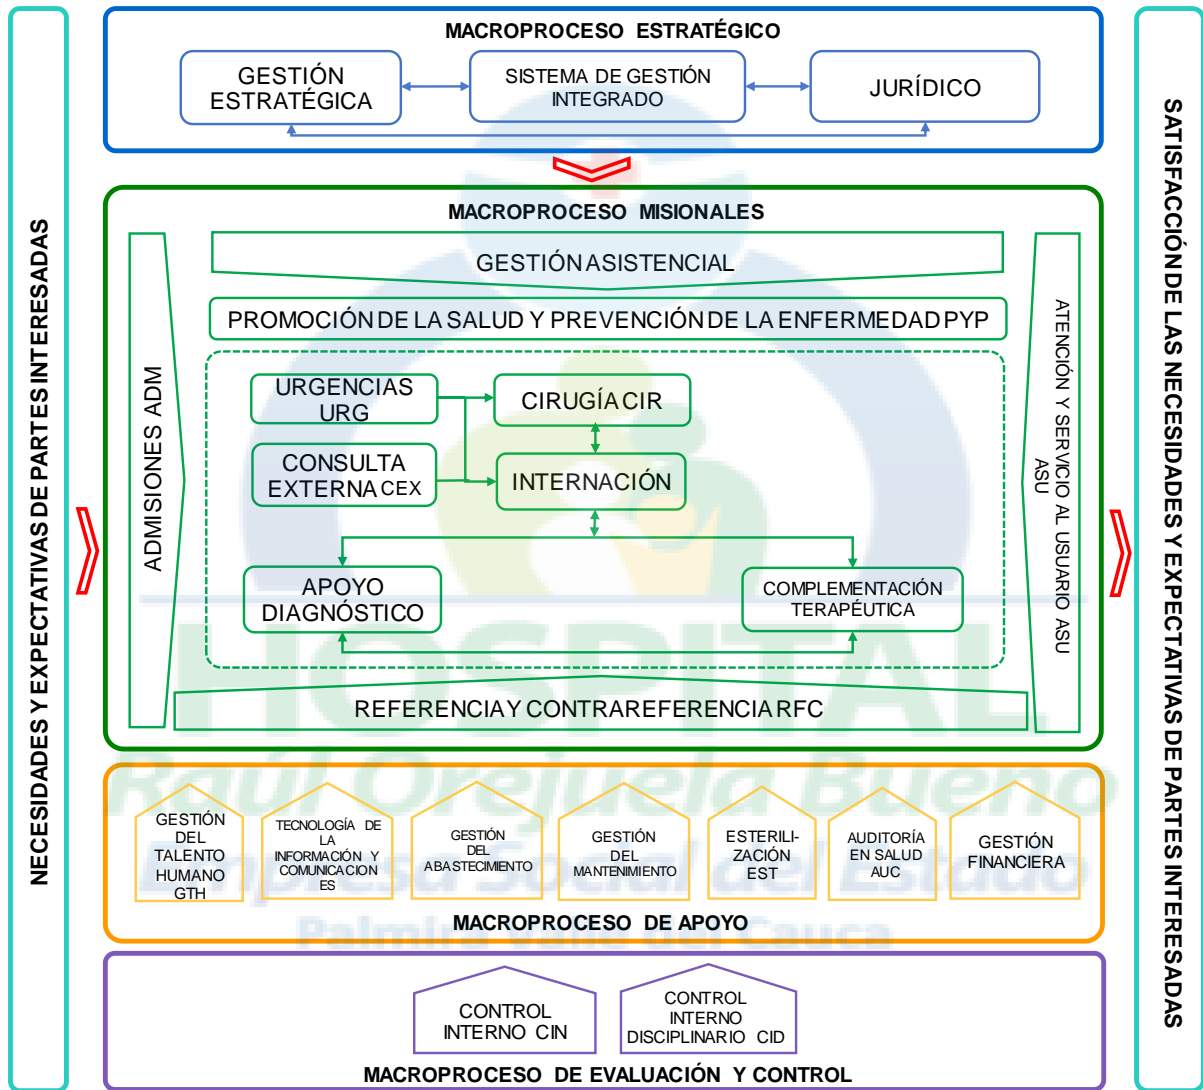 NECESIDADES Y EXPECTATIVAS DE PARTES INTERESADAS
MACROPROCESO ESTRATÉGICO
GESTIÓN
ESTRATÉGICA
SISTEMA DE GESTIÓN
INTEGRADO
JURÍDICO
MACROPROCESO MISIONALES
GESTIÓN ASISTENCIAL
PROMOCIÓN DE LA SALUD Y PREVENCIÓN DE LA ENFERMEDAD PYP
ADMISIONES ADM
URGENCIAS
URG
CIRUGÍA CIR
CONSULTA
EXTERNA CEX
INTERNACIÓN
APOYO
DIAGNÓSTICO
COMPLEMENTACIÓN
TERAPÉUTICA
ATENCIÓN Y SERVICIO AL USUARIO ASU
ASU
REFERENCIA Y CONTRAREFERENCIA RFC
HOSPITAL
Raúl Orejuela Bueno
Empresa Social del Estado
Palmira Valle del Cauca
GESTIÓN
DEL
TALENTO
HUMANO
GTH
TECNOLOGÍA DE
LA
INFORMACIÓN Y
COMUNICACION
ES
GESTIÓN
DEL
ABASTECIMIENTO
GESTIÓN
DEL
MANTENIMIENTO
ESTERILI-
ZACIÓN
EST
AUDITORÍA
EN SALUD
AUC
GESTIÓN
FINANCIERA
MACROPROCESO DE APOYO
CONTROL
INTERNO CIN
CONTROL
INTERNO
DISCIPLINARIO CID
MACROPROCESO DE EVALUACIÓN Y CONTROL
SATISFACCIÓN DE LAS NECESIDADES Y EXPECTATIVAS DE PARTES INTERESADAS